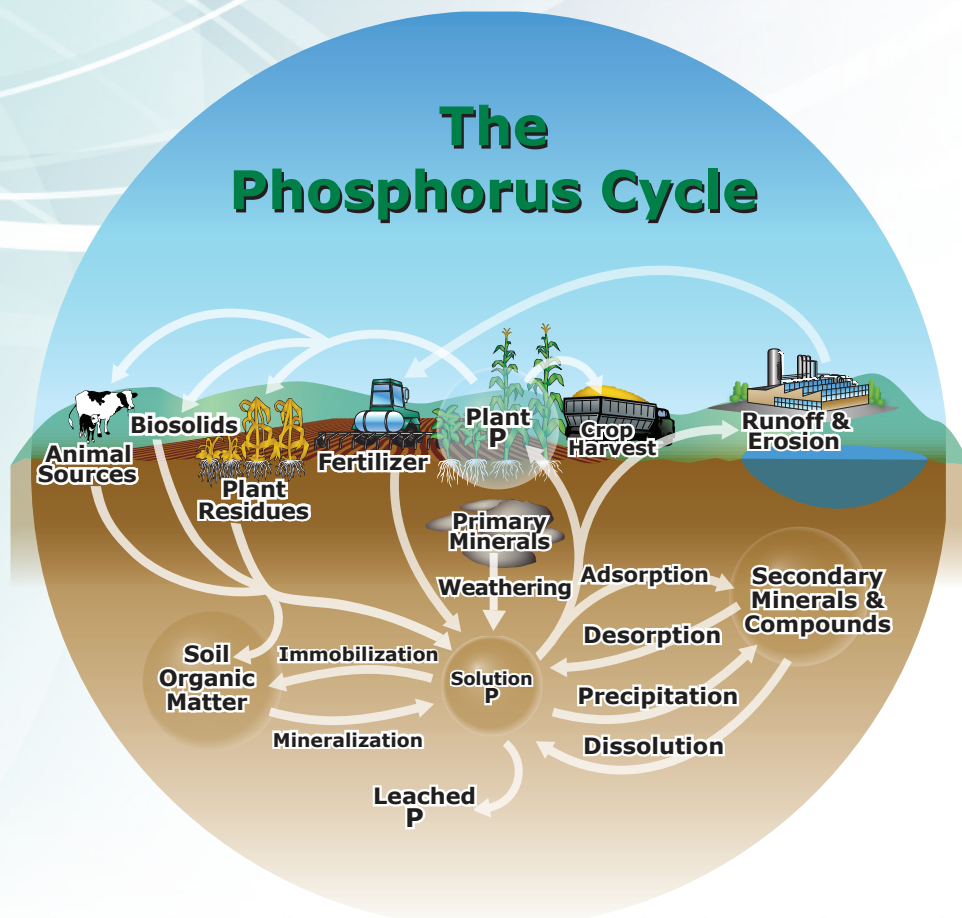 The
Phosphorus Cycle
Animal
Sources
Biosolids
Plant
Residues
Fertilizer
Plant
P
Crop
Harvest
Runoff &
Erosion
Primary
Minerals
Weathering
Adsorption
Desorption
Precipitation
Dissolution
Secondary
Minerals &
Compounds
Soil
Organic
Matter
Immobilization
Mineralization
Solution
P
Leached
P